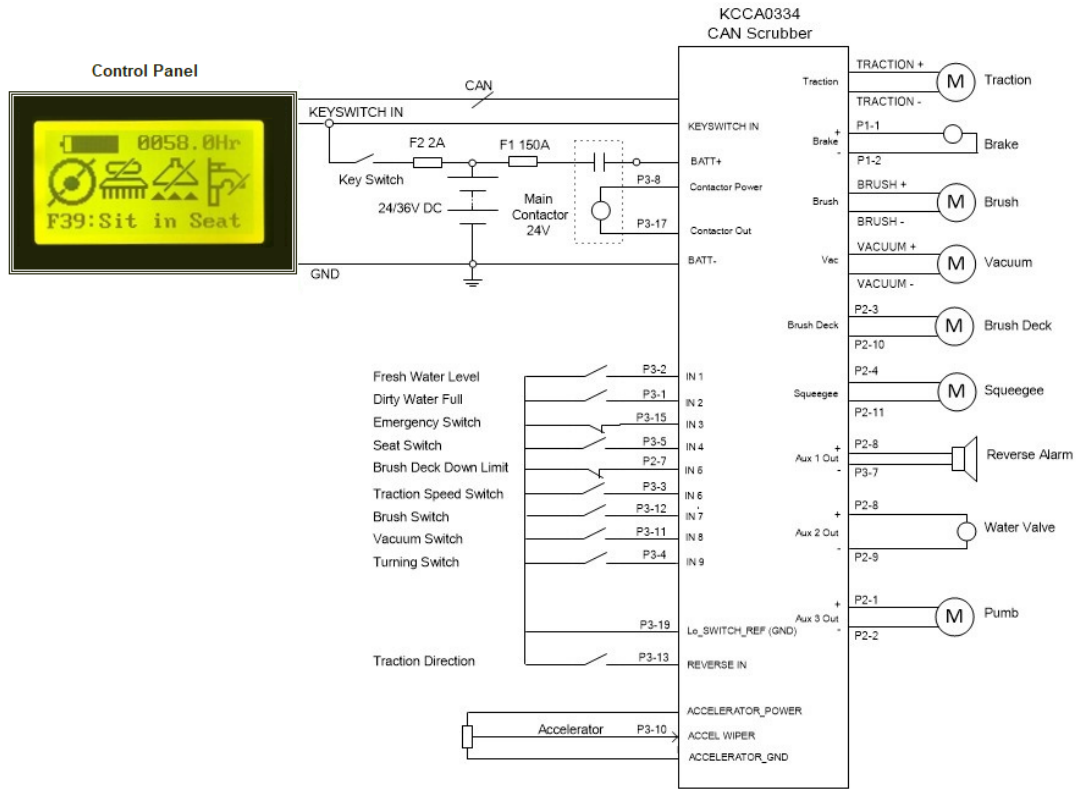 KCCA0334
CAN Scrubber
Control Panel
0058.0Hr
F39:Sit in Seat
CAN
KEYSWITCH IN
F2 2A
F1 150A
Key Switch
24/36V DC
Main
Contactor
24V
GND
P3-8
P3-17
KEYSWITCH IN
BATT+
Contactor Power
Contactor Out
BATT-
Traction
TRACTION +
TRACTION -
Traction
Brake
+
-
P1-1
P1-2
Brake
Brush
BRUSH +
BRUSH -
Brush
Vac
VACUUM +
VACUUM -
Vacuum
Brush Deck
P2-3
P2-10
Brush Deck
Squeegee
P2-4
P2-11
Squeegee
Aux 1 Out
+
-
P2-8
P3-7
Reverse Alarm
Aux 2 Out
+
-
P2-8
P2-9
Water Valve
Aux 3 Out
+
-
P2-1
P2-2
Pumb
M
M
M
M
M
M
Fresh Water Level P3-2 IN 1
Dirty Water Full P3-1 IN 2
Emergency Switch P3-15 IN 3
Seat Switch P3-5 IN 4
Brush Deck Down Limit P2-7 IN 5
Traction Speed Switch P3-3 IN 6
Brush Switch P3-12 IN 7
Vacuum Switch P3-11 IN 8
Turning Switch P3-4 IN 9
P3-19 Lo_SWITCH_REF (GND)
Traction Direction P3-13 REVERSE IN
ACCELERATOR_POWER
Accelerator P3-10 ACCEL WIPER
ACCELERATOR_GND